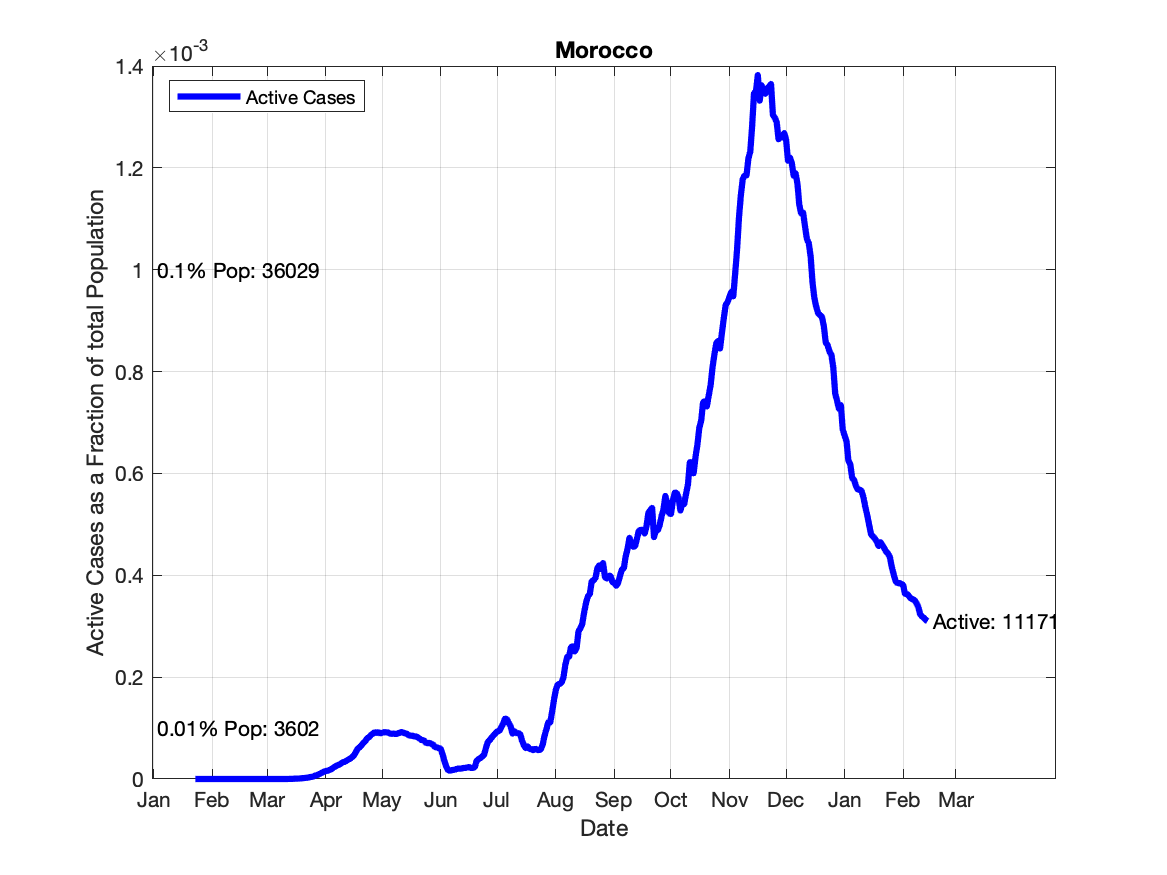 Morocco
×10-3
1.4
1.2
1
0.8
0.6
0.4
0.2
0
Active Cases
0.1% Pop: 36029
0.01% Pop: 3602
Active: 11171
Active Cases as a Fraction of total Population
Jan Feb Mar Apr May Jun Jul Aug Sep Oct Nov Dec Jan Feb Mar
Date